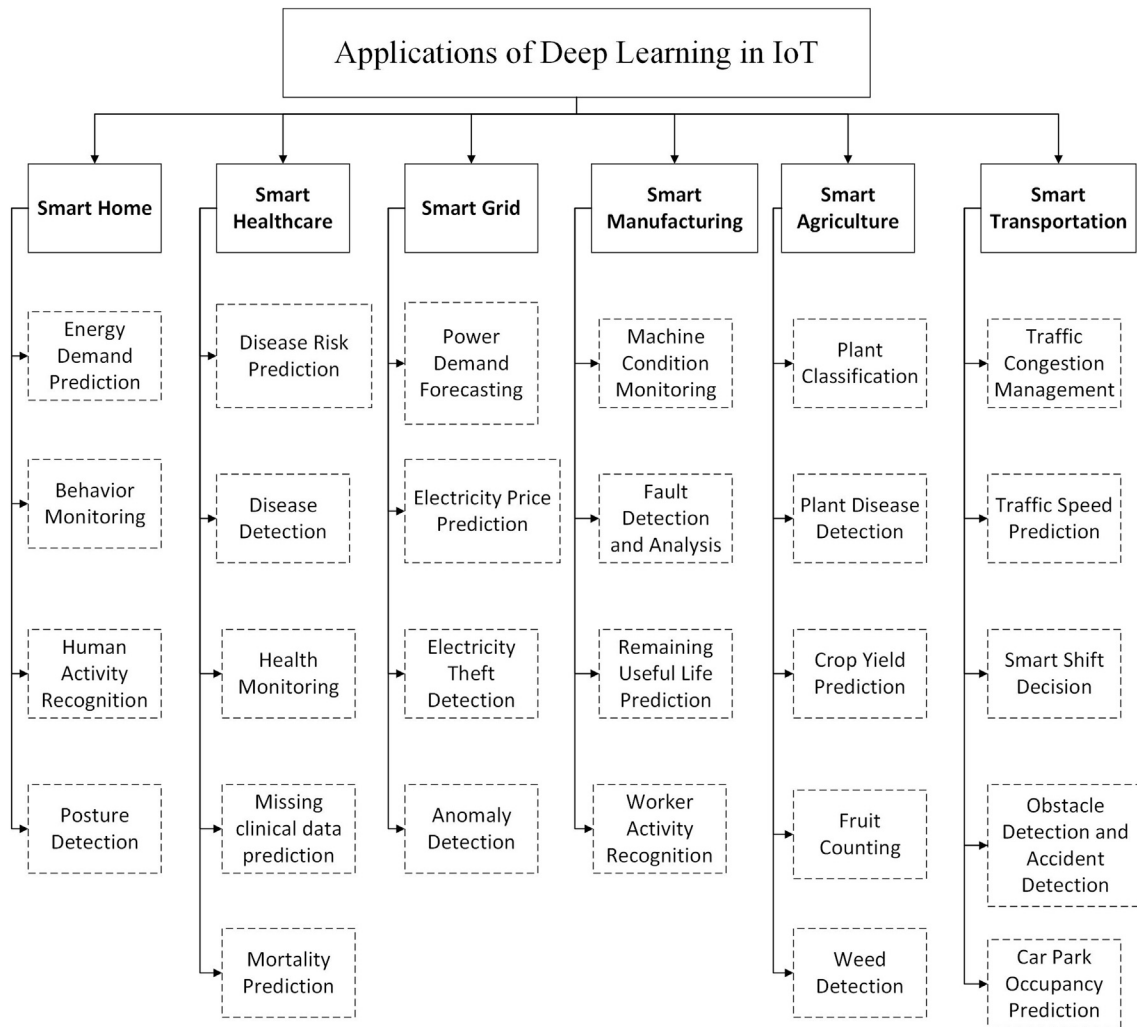 Applications of Deep Learning in IoT
Smart Home
Energy
Demand
Prediction
Behavior
Monitoring
Human
Activity
Recognition
Posture
Detection
Smart
Healthcare
Disease Risk
Prediction
Disease
Detection
Health
Monitoring
Missing
clinical data
prediction
Mortality
Prediction
Smart Grid
Power
Demand
Forecasting
Electricity Price
Prediction
Electricity
Theft
Detection
Anomaly
Detection
Smart
Manufacturing
Machine
Condition
Monitoring
Fault
Detection
and Analysis
Remaining
Useful Life
Prediction
Worker
Activity
Recognition
Smart
Agriculture
Plant
Classification
Plant Disease
Detection
Crop Yield
Prediction
Fruit
Counting
Weed
Detection
Smart
Transportation
Traffic
Congestion
Management
Traffic Speed
Prediction
Smart Shift
Decision
Obstacle
Detection and
Accident
Detection
Car Park
Occupancy
Prediction